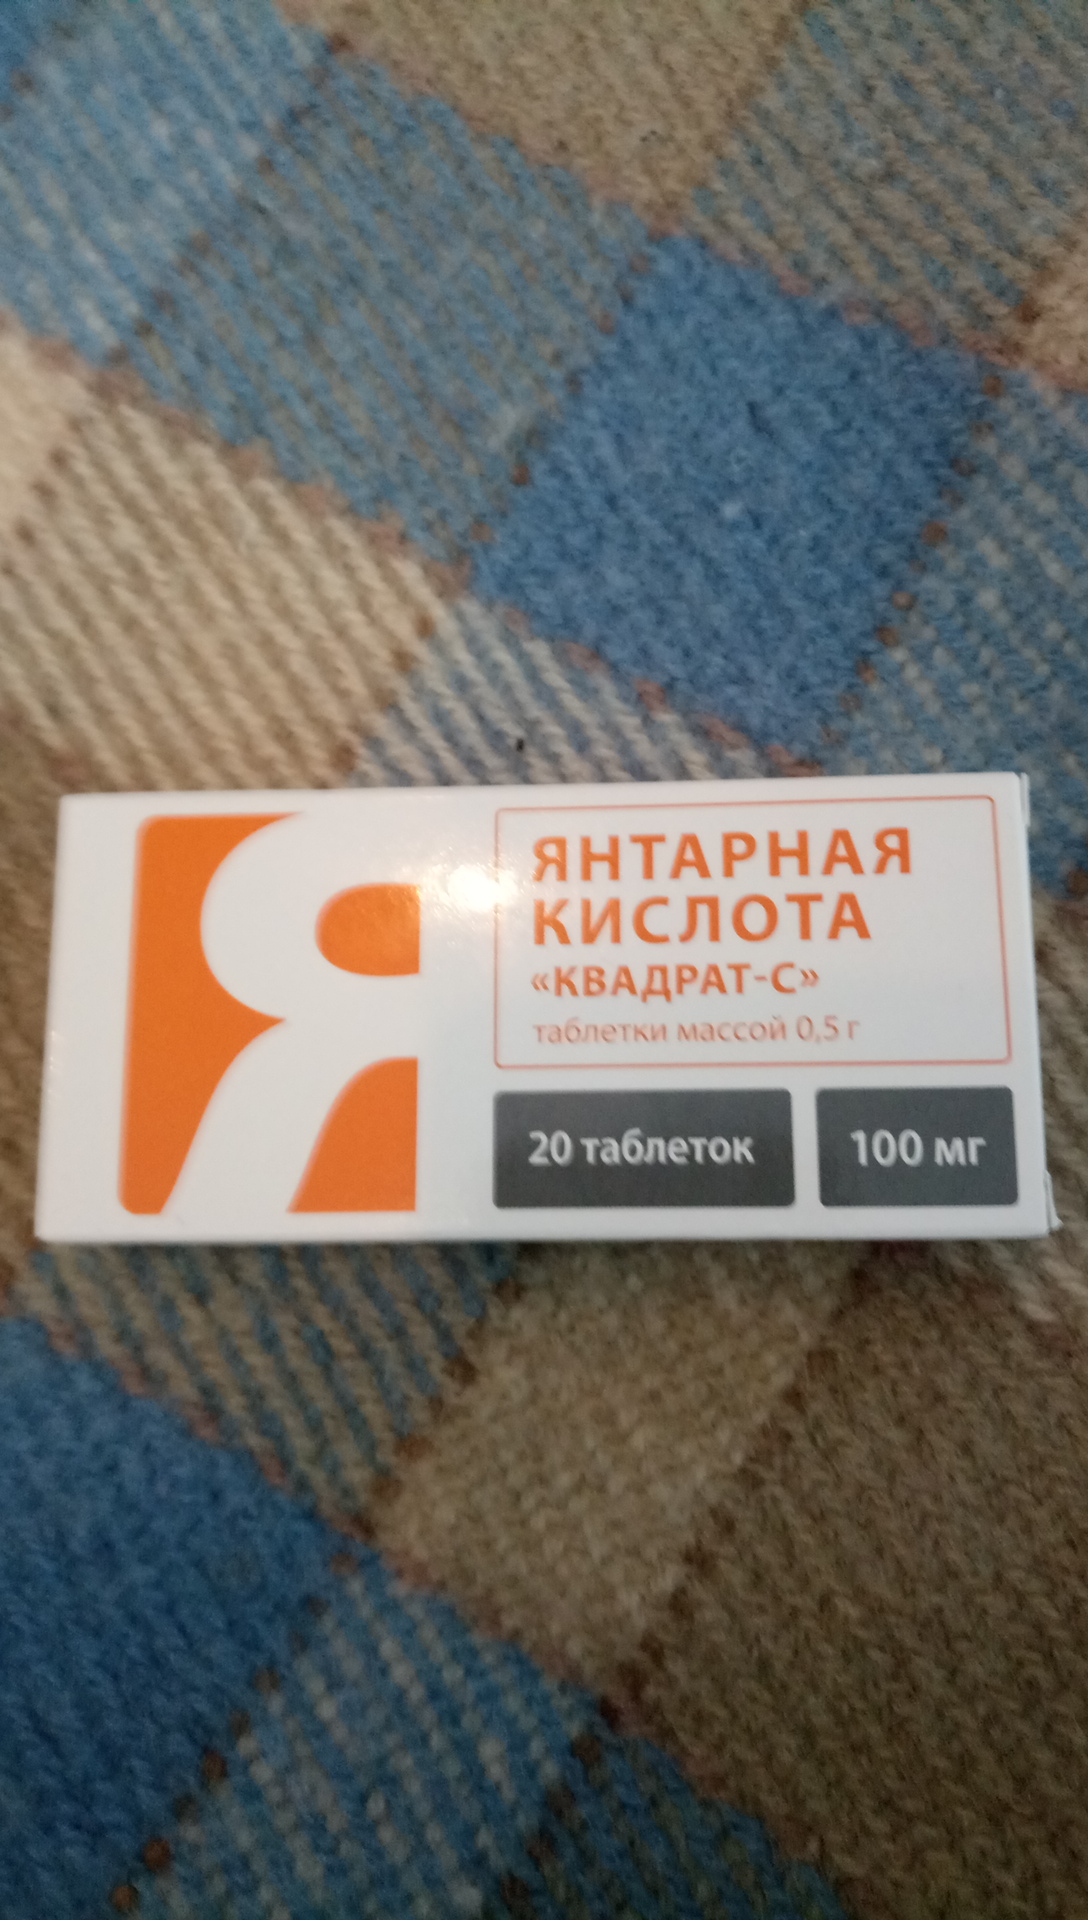 Я
ЯНТАРНАЯ
КИСЛОТА
«КВАДРАТ-С»
таблетки массой 0,5 г
20 таблеток
100 мг